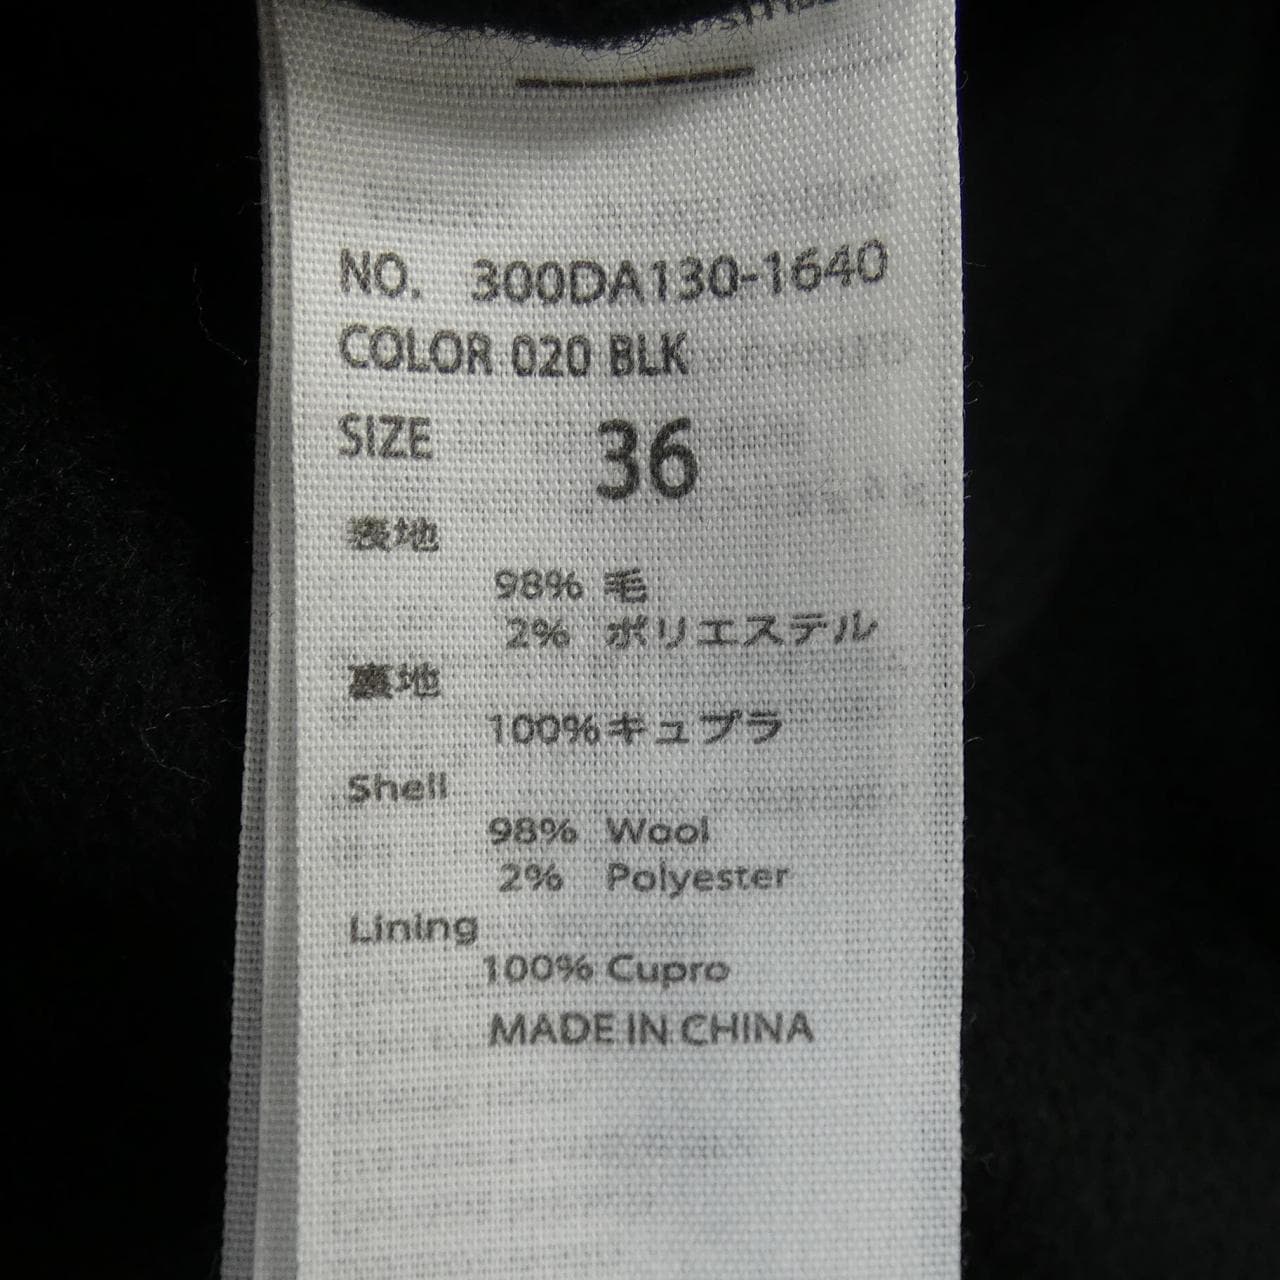 NO. 300DA130-1640
COLOR 020 BLK
SIZE 36
表地
98% 毛
2% ポリエステル
裏地
100%キュプラ
Shell
98% Wool
2% Polyester
Lining
100% Cupro
MADE IN CHINA